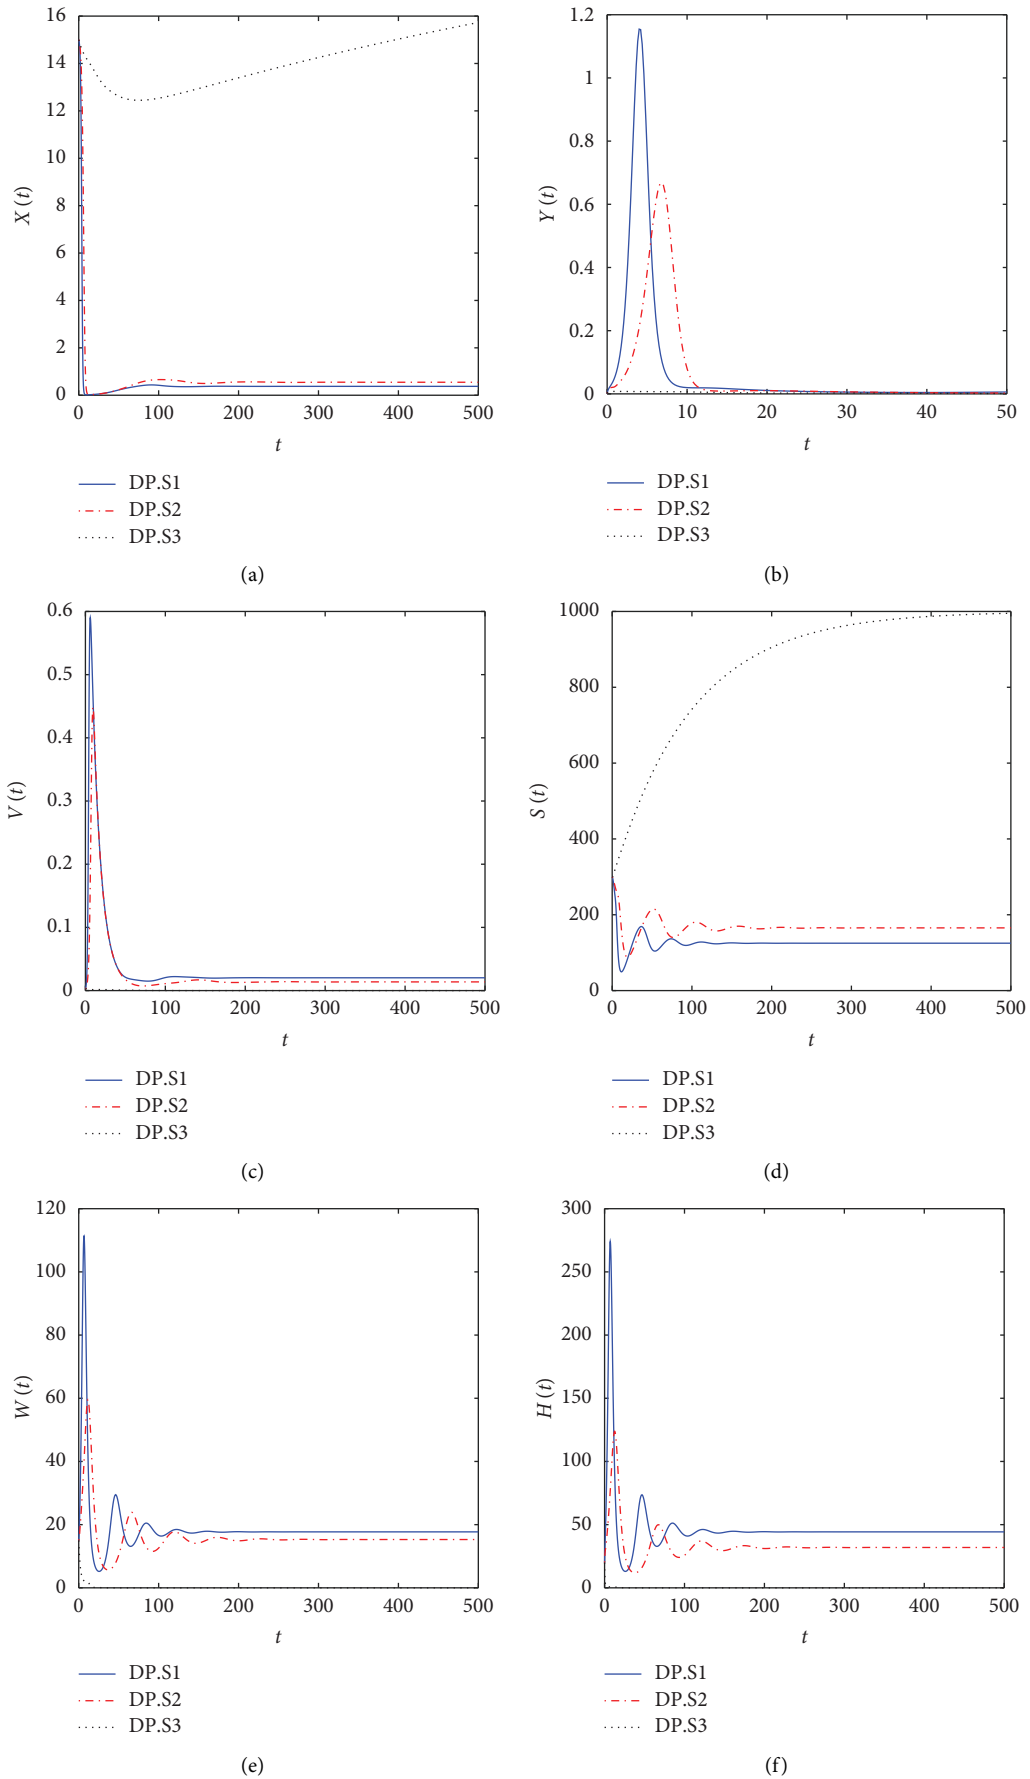 16
14
12
10
8
6
4
2
0
X (t)
0
100
200
300
400
500
t
DP.S1
DP.S2
DP.S3
(a)
1.2
1
0.8
0.6
0.4
0.2
0
Y (t)
0
10
20
30
40
50
t
DP.S1
DP.S2
DP.S3
(b)
0.6
0.5
0.4
0.3
0.2
0.1
0
V (t)
0
100
200
300
400
500
t
DP.S1
DP.S2
DP.S3
(c)
1000
800
600
400
200
0
S (t)
0
100
200
300
400
500
t
DP.S1
DP.S2
DP.S3
(d)
120
100
80
60
40
20
0
W (t)
0
100
200
300
400
500
t
DP.S1
DP.S2
DP.S3
(e)
300
250
200
150
100
50
0
H (t)
0
100
200
300
400
500
t
DP.S1
DP.S2
DP.S3
(f)